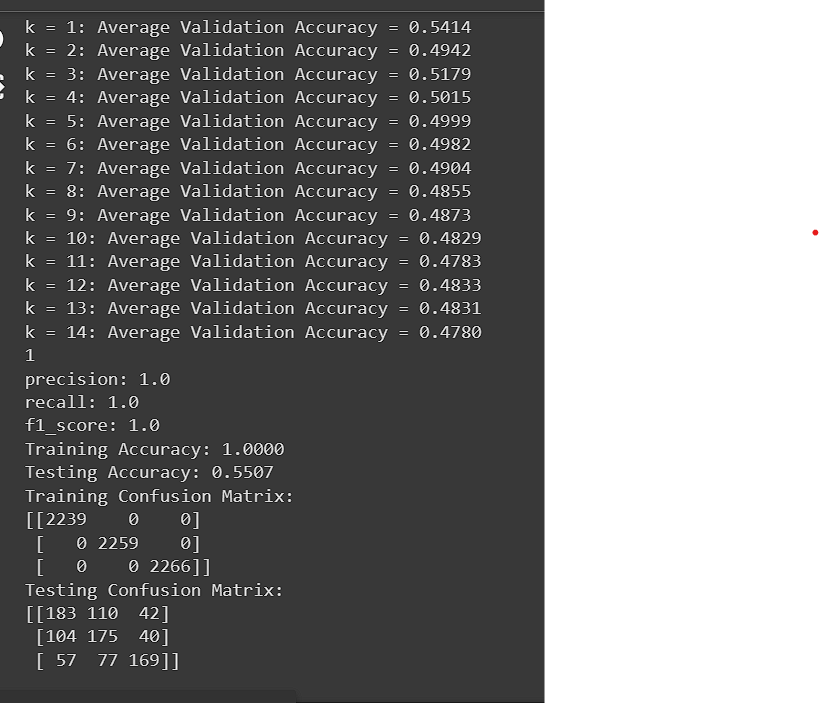 k = 1: Average Validation Accuracy = 0.5414
k = 2: Average Validation Accuracy = 0.4942
k = 3: Average Validation Accuracy = 0.5179
k = 4: Average Validation Accuracy = 0.5015
k = 5: Average Validation Accuracy = 0.4999
k = 6: Average Validation Accuracy = 0.4982
k = 7: Average Validation Accuracy = 0.4904
k = 8: Average Validation Accuracy = 0.4855
k = 9: Average Validation Accuracy = 0.4873
k = 10: Average Validation Accuracy = 0.4829
k = 11: Average Validation Accuracy = 0.4783
k = 12: Average Validation Accuracy = 0.4833
k = 13: Average Validation Accuracy = 0.4831
k = 14: Average Validation Accuracy = 0.4780
1
precision: 1.0
recall: 1.0
f1_score: 1.0
Training Accuracy: 1.0000
Testing Accuracy: 0.5507
Training Confusion Matrix:
[[2239    0    0]
 [   0 2259    0]
 [   0    0 2266]]
Testing Confusion Matrix:
[[183 110  42]
 [104 175  40]
 [ 57  77 169]]